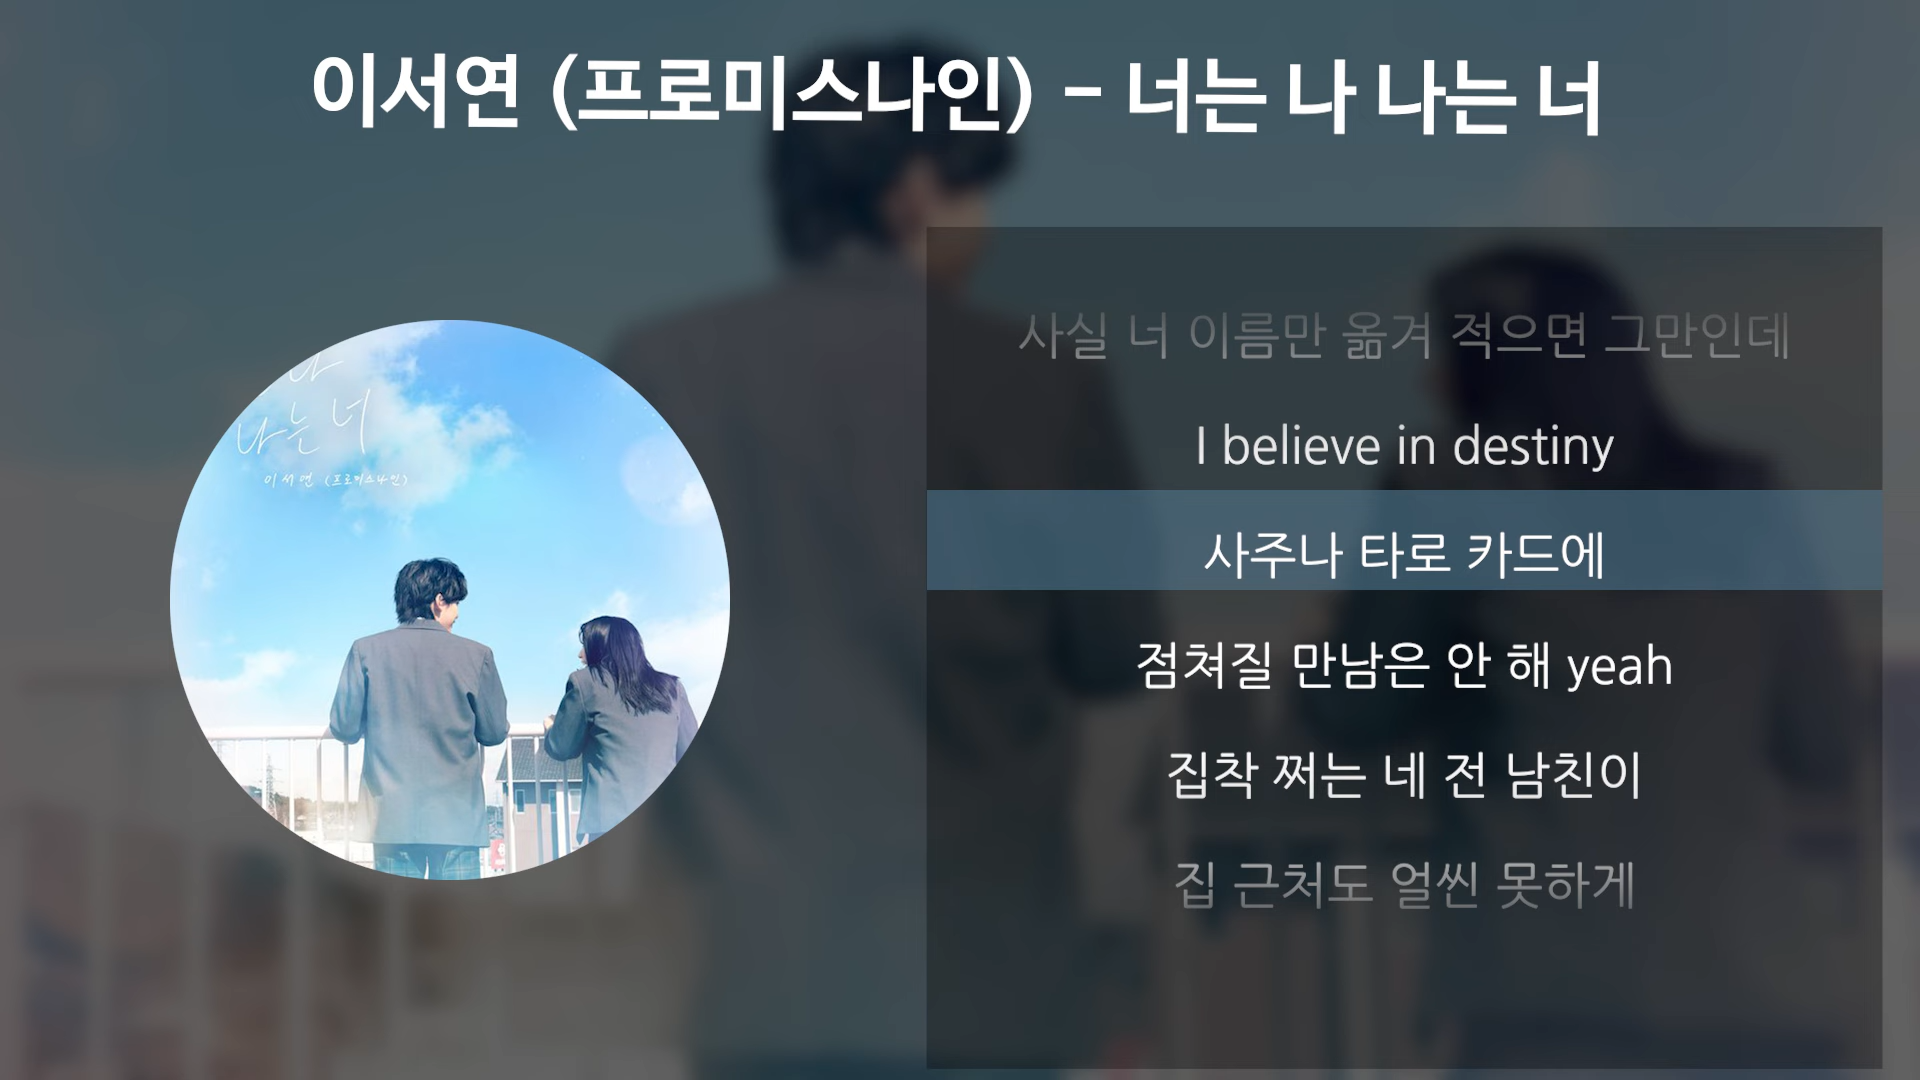 이서연 (프로미스나인) - 너는 나 나는 너
나
나는 너
이서연 (프로미스나인)
사실 너 이름만 옮겨 적으면 그만인데
I believe in destiny
사주나 타로 카드에
점쳐질 만남은 안 해 yeah
집착 쩌는 네 전 남친이
집 근처도 얼씬 못하게